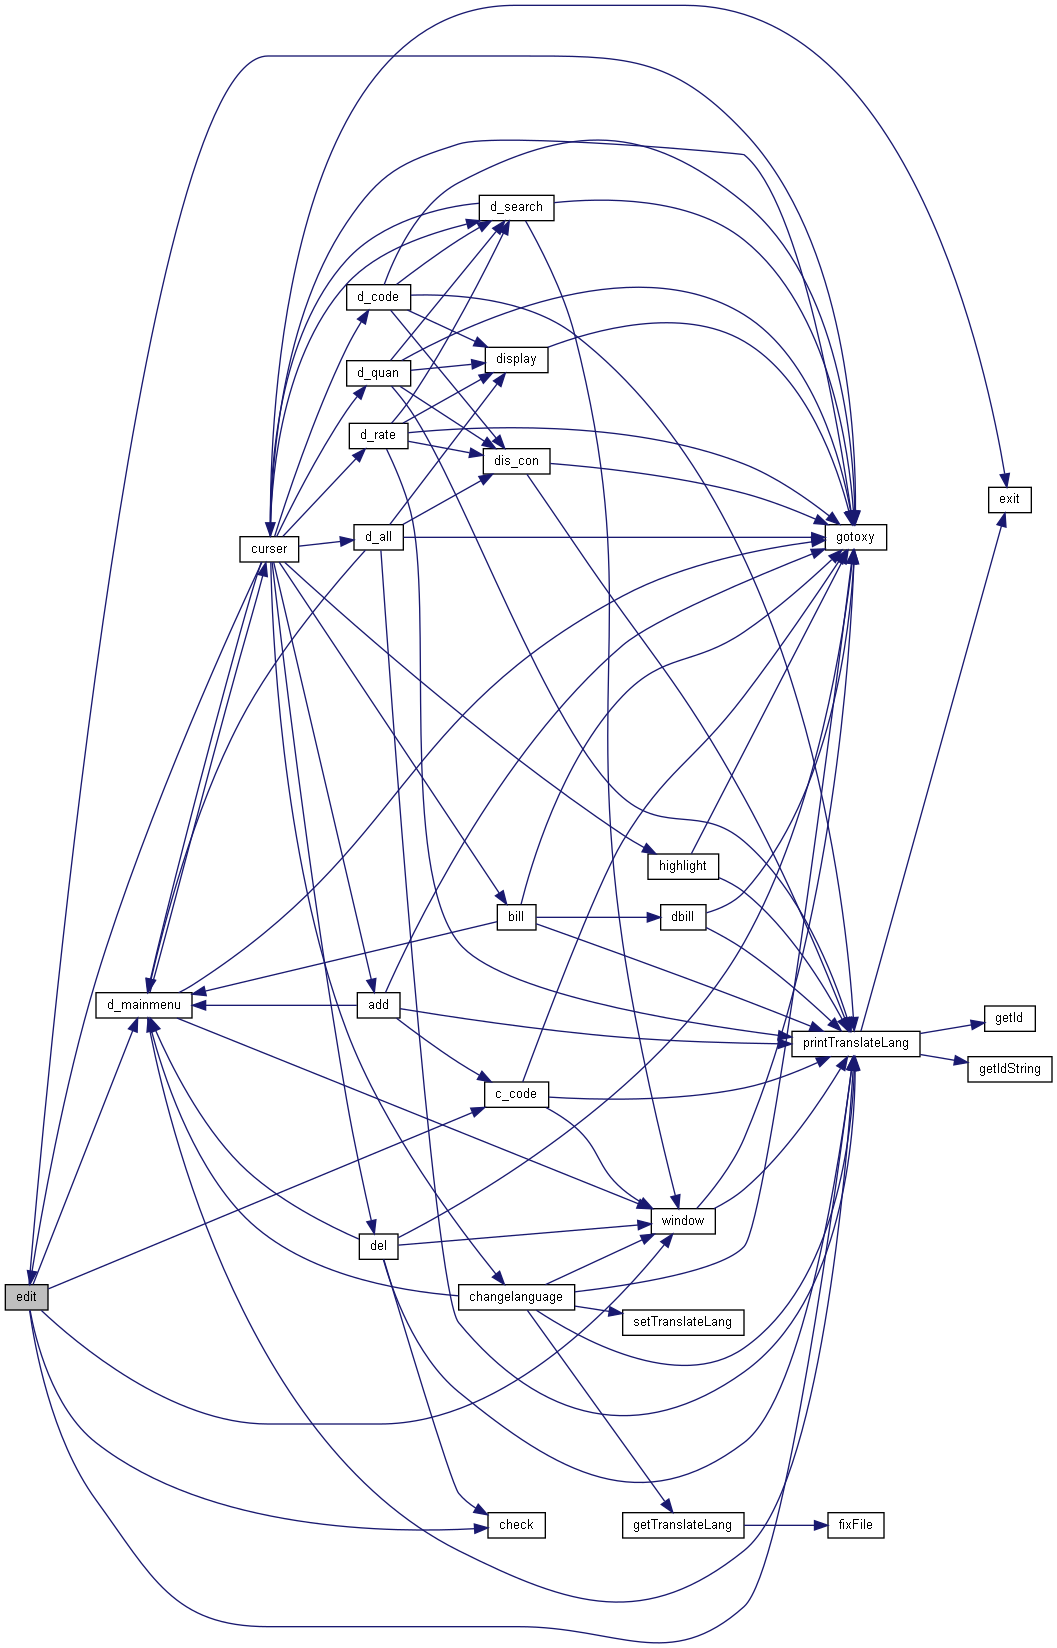 d_search
d_code
display
d_quan
d_rate
dis_con
exit
d_all
gotoxy
curser
highlight
bill
dbill
d_mainmenu
add
getId
printTranslateLang
getIdString
c_code
window
del
edit
changelanguage
setTranslateLang
check
getTranslateLang
fixFile